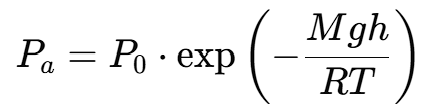 P_a = P_0 · exp(−Mgh/RT)